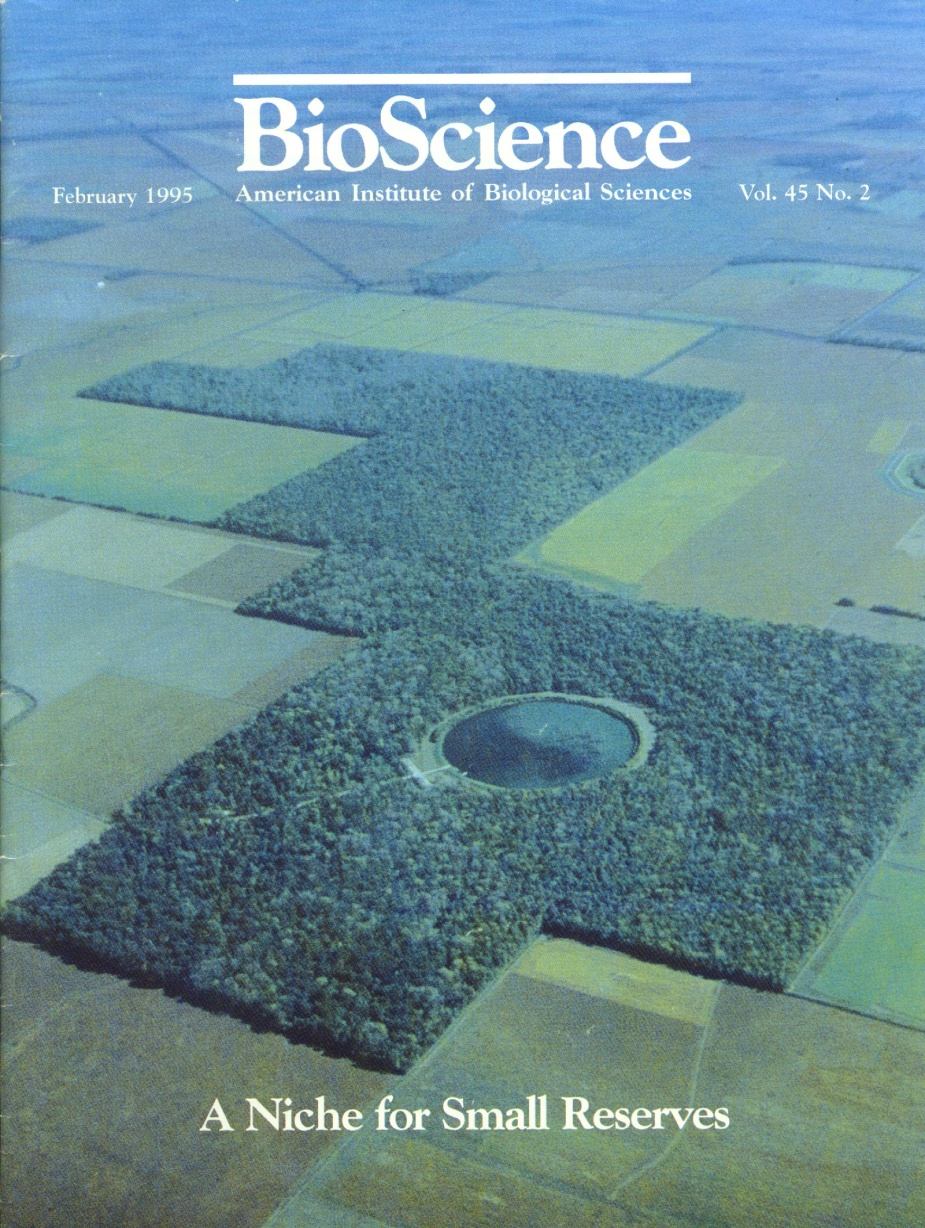 BioScience
February 1995 American Institute of Biological Sciences Vol. 45 No. 2
A Niche for Small Reserves